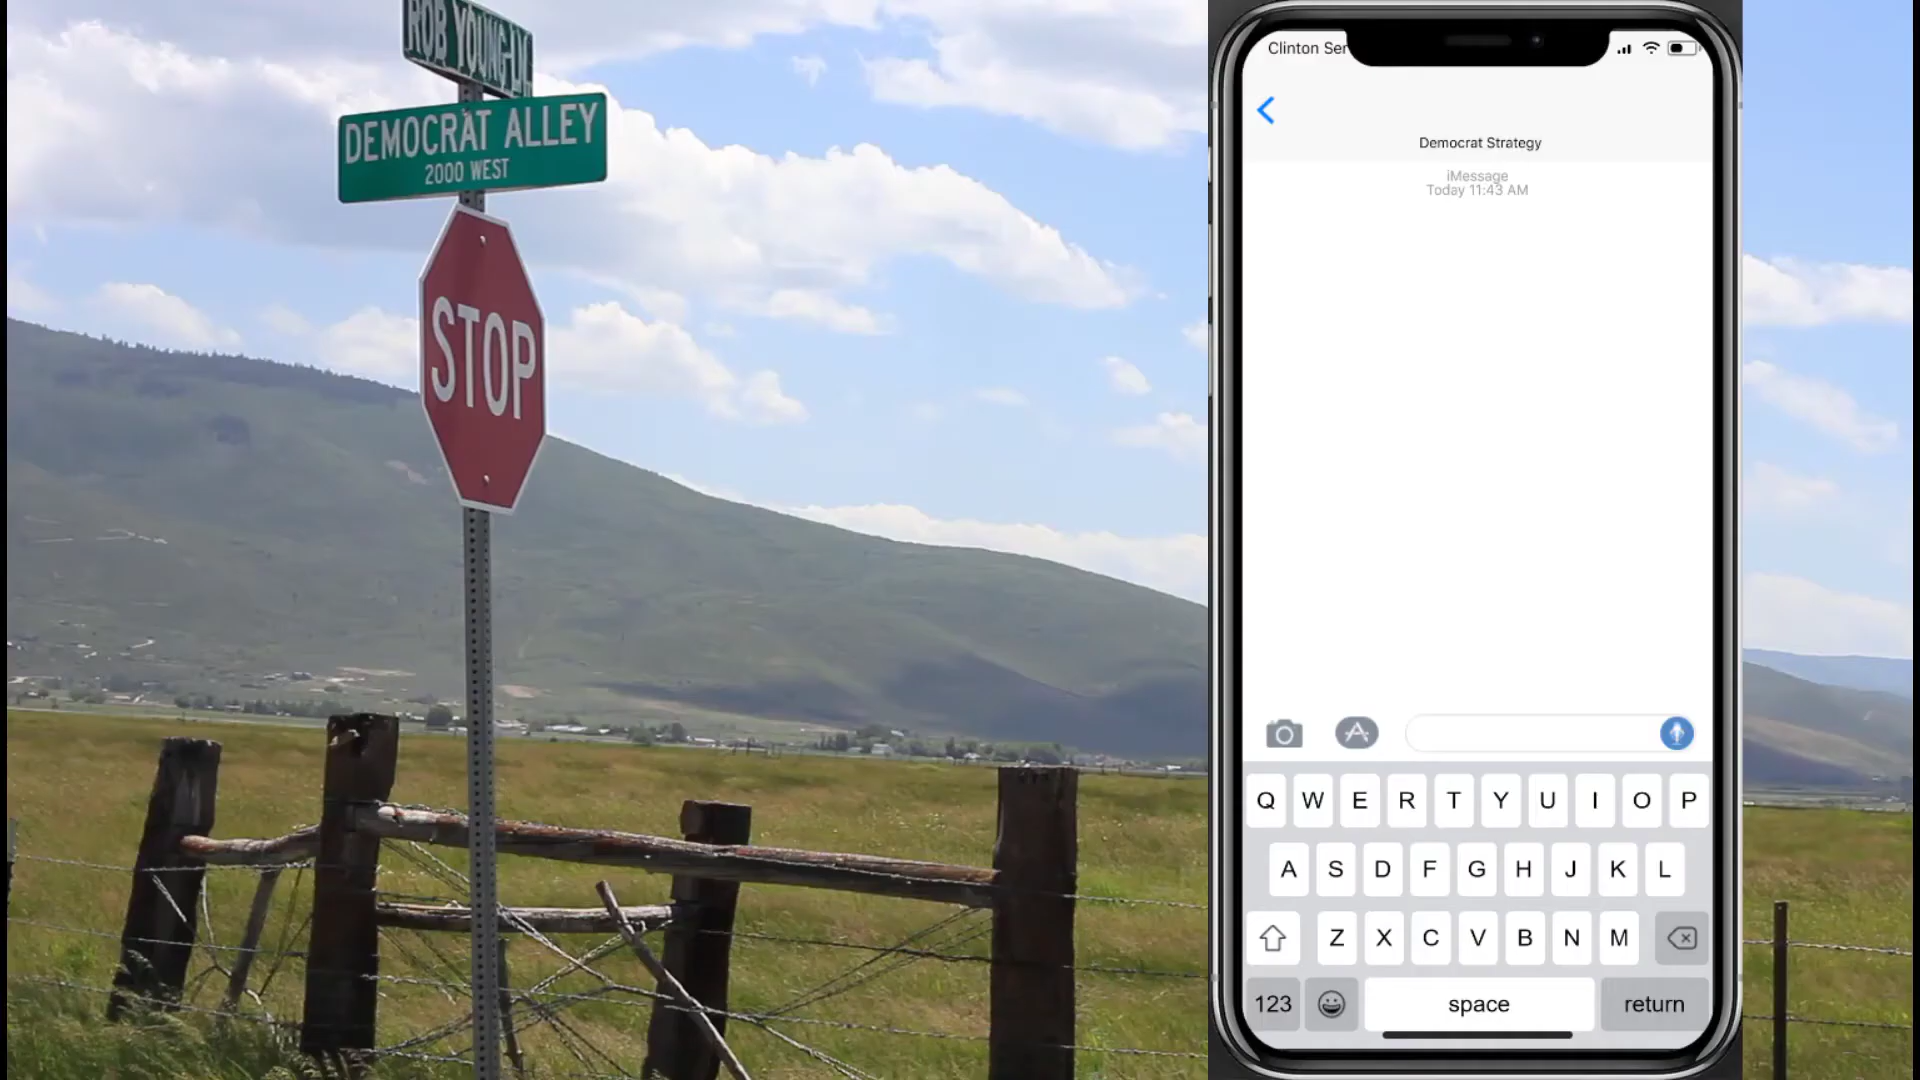 ROB YOUNG LN
DEMOCRAT ALLEY
2000 WEST
STOP
Clinton Ser
Democrat Strategy
iMessage
Today 11:43 AM
Q W E R T Y U I O P
A S D F G H J K L
Z X C V B N M
123 space return